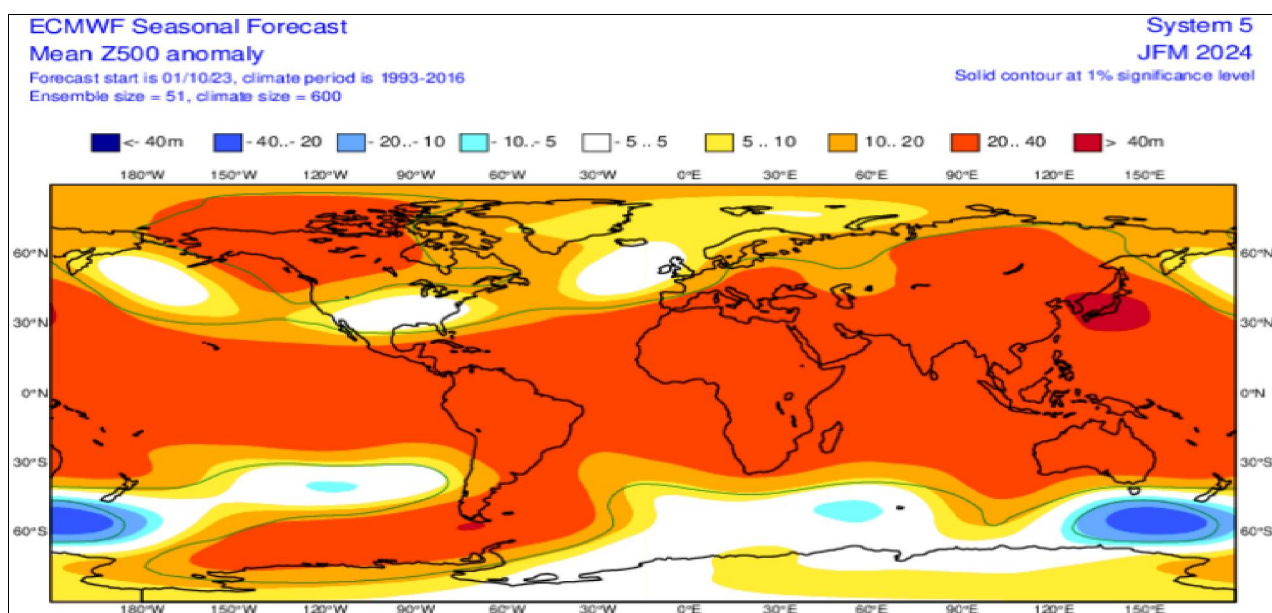 ECMWF Seasonal Forecast
System 5
Mean Z500 anomaly
JFM 2024
Forecast start is 01/10/23, climate period is 1993-2016
Solid contour at 1% significance level
Ensemble size = 51, climate size = 600
<- 40m - 40..- 20 - 20..- 10 - 10..- 5 - 5 .. 5 5 .. 10 10.. 20 20.. 40 > 40m
180°W 150°W 120°W 90°W 60°W 30°W 0°E 30°E 60°E 90°E 120°E 150°E
60°N 60°N
30°N 30°N
0°N 0°N
30°S 30°S
60°S 60°S
180°W 150°W 120°W 90°W 60°W 30°W 0°E 30°E 60°E 90°E 120°E 150°E